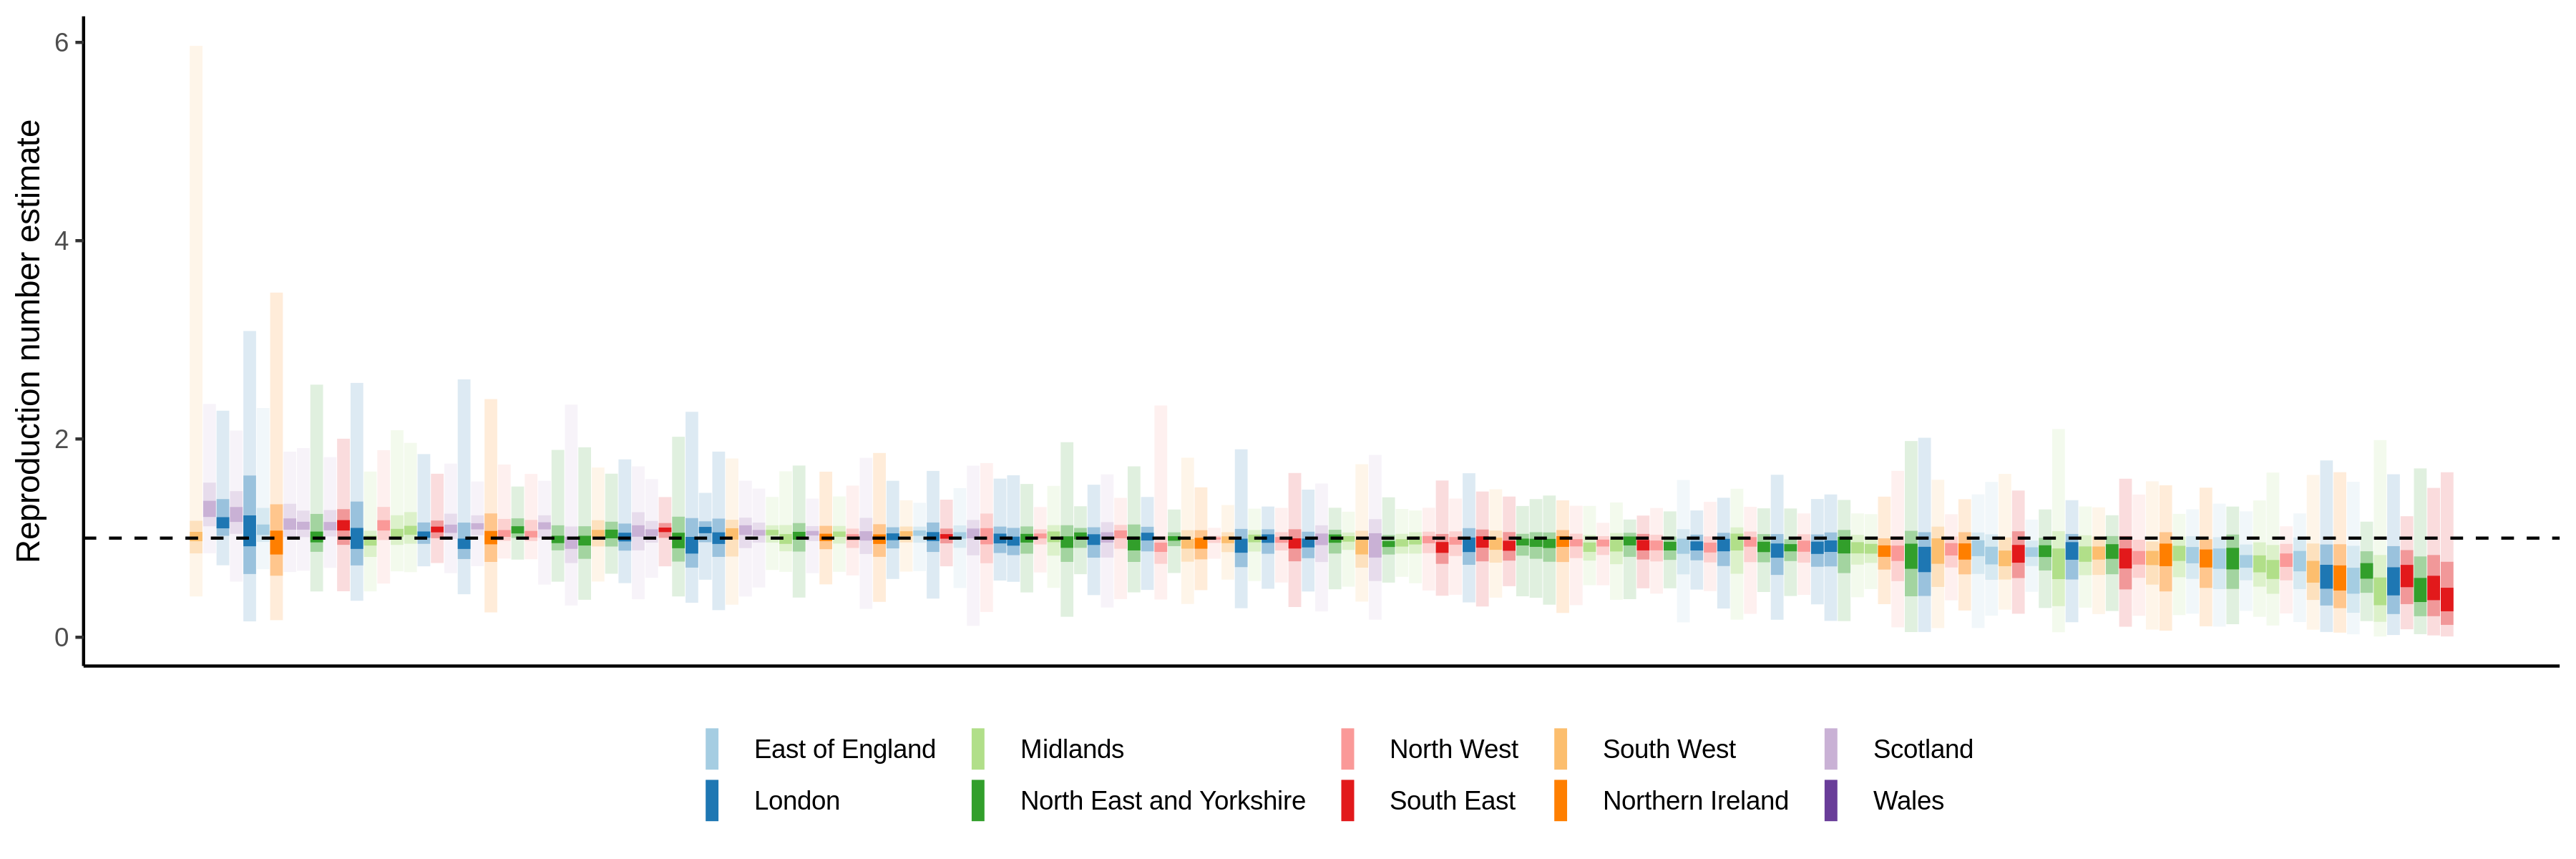 Reproduction number estimate
6
4
2
0
East of England
Midlands
North West
South West
Scotland
London
North East and Yorkshire
South East
Northern Ireland
Wales